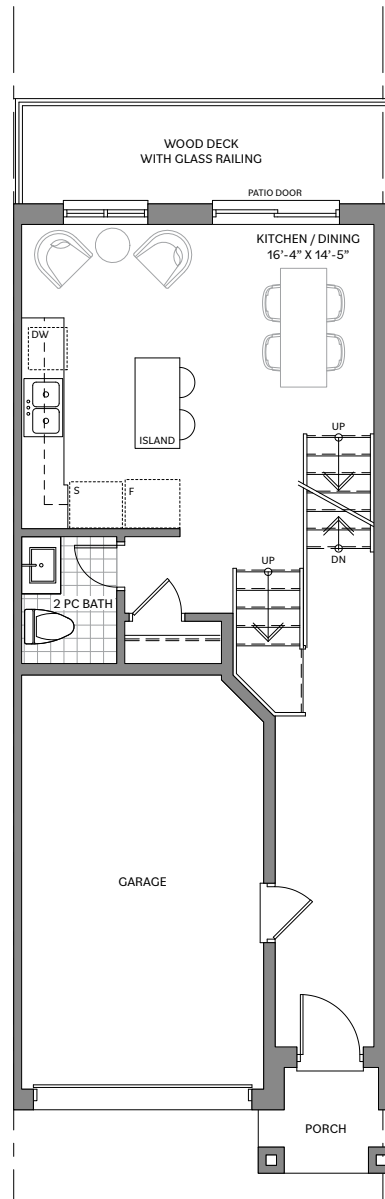 WOOD DECK
WITH GLASS RAILING
PATIO DOOR
KITCHEN / DINING
16'-4" X 14'-5"
DW
UP
ISLAND
S
F
DN
UP
2 PC BATH
GARAGE
PORCH